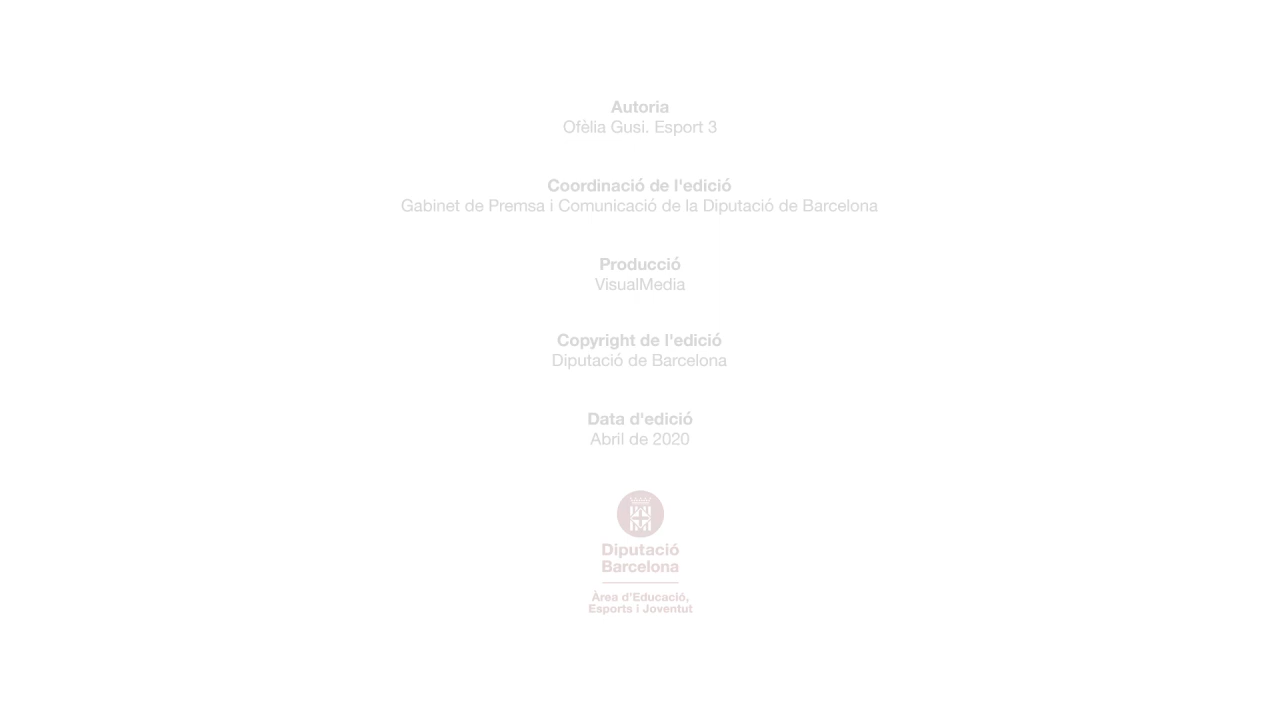 Autoria
Ofèlia Gusi. Esport 3
Coordinació de l'edició
Gabinet de Premsa i Comunicació de la Diputació de Barcelona
Producció
VisualMedia
Copyright de l'edició
Diputació de Barcelona
Data d'edició
Abril de 2020
Diputació
Barcelona
Àrea d'Educació,
Esports i Joventut